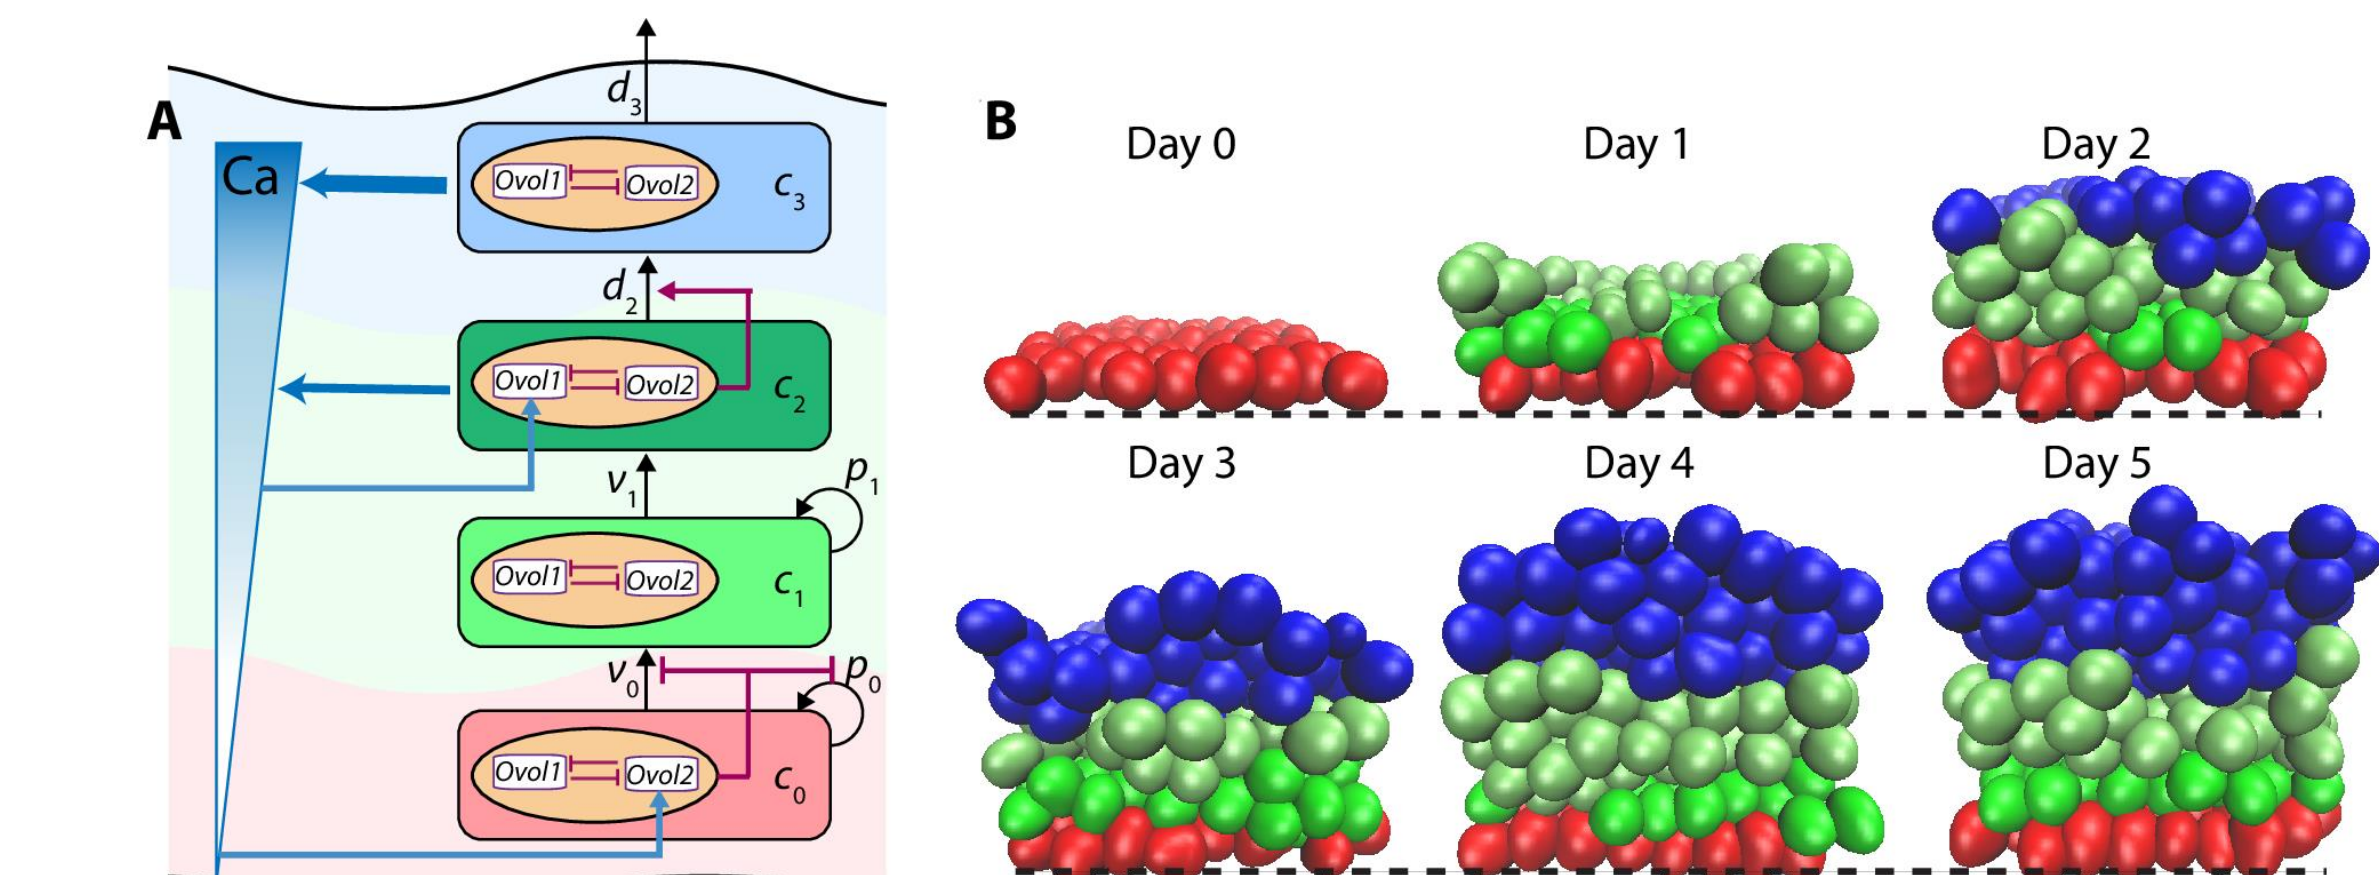 A
d3
Ca
Ovol1 Ovol2 c3
d2
Ovol1 Ovol2 c2
v1 p1
Ovol1 Ovol2 c1
v0 p0
Ovol1 Ovol2 c0
B
Day 0 Day 1 Day 2
Day 3 Day 4 Day 5